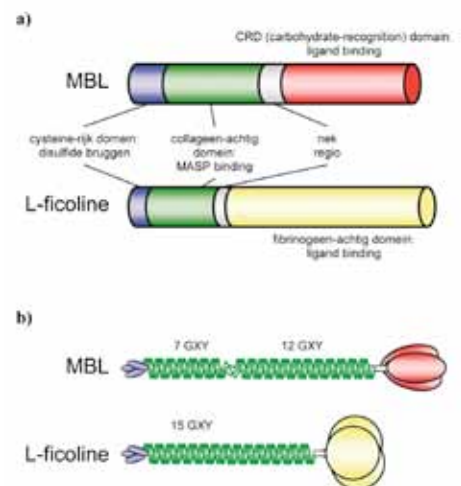 a)
CRD (carbohydrate-recognition) domein:
ligand binding
MBL
cysteine-rijk domein:
disulfide bruggen
collageen-achtig
domein:
MASP binding
nek
regio
L-ficoline
fibrinogeen-achtig domein:
ligand binding
b)
7 GXY
12 GXY
MBL
15 GXY
L-ficoline